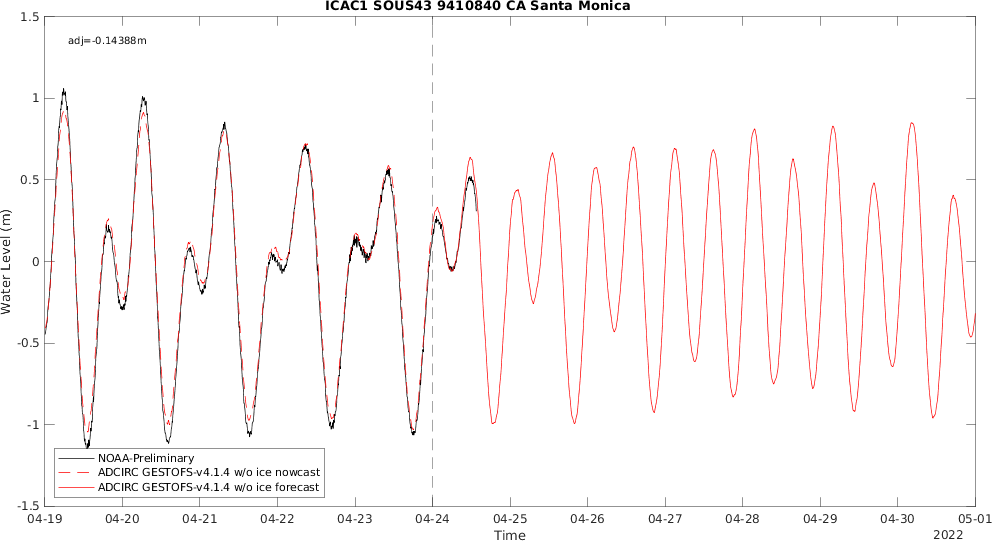 ICAC1 SOUS43 9410840 CA Santa Monica
adj=-0.14388m
1.5
1
0.5
0
-0.5
-1
-1.5
Water Level (m)
NOAA-Preliminary
ADCIRC GESTOFS-v4.1.4 w/o ice nowcast
ADCIRC GESTOFS-v4.1.4 w/o ice forecast
04-19 04-20 04-21 04-22 04-23 04-24 04-25 04-26 04-27 04-28 04-29 04-30 05-01
Time
2022